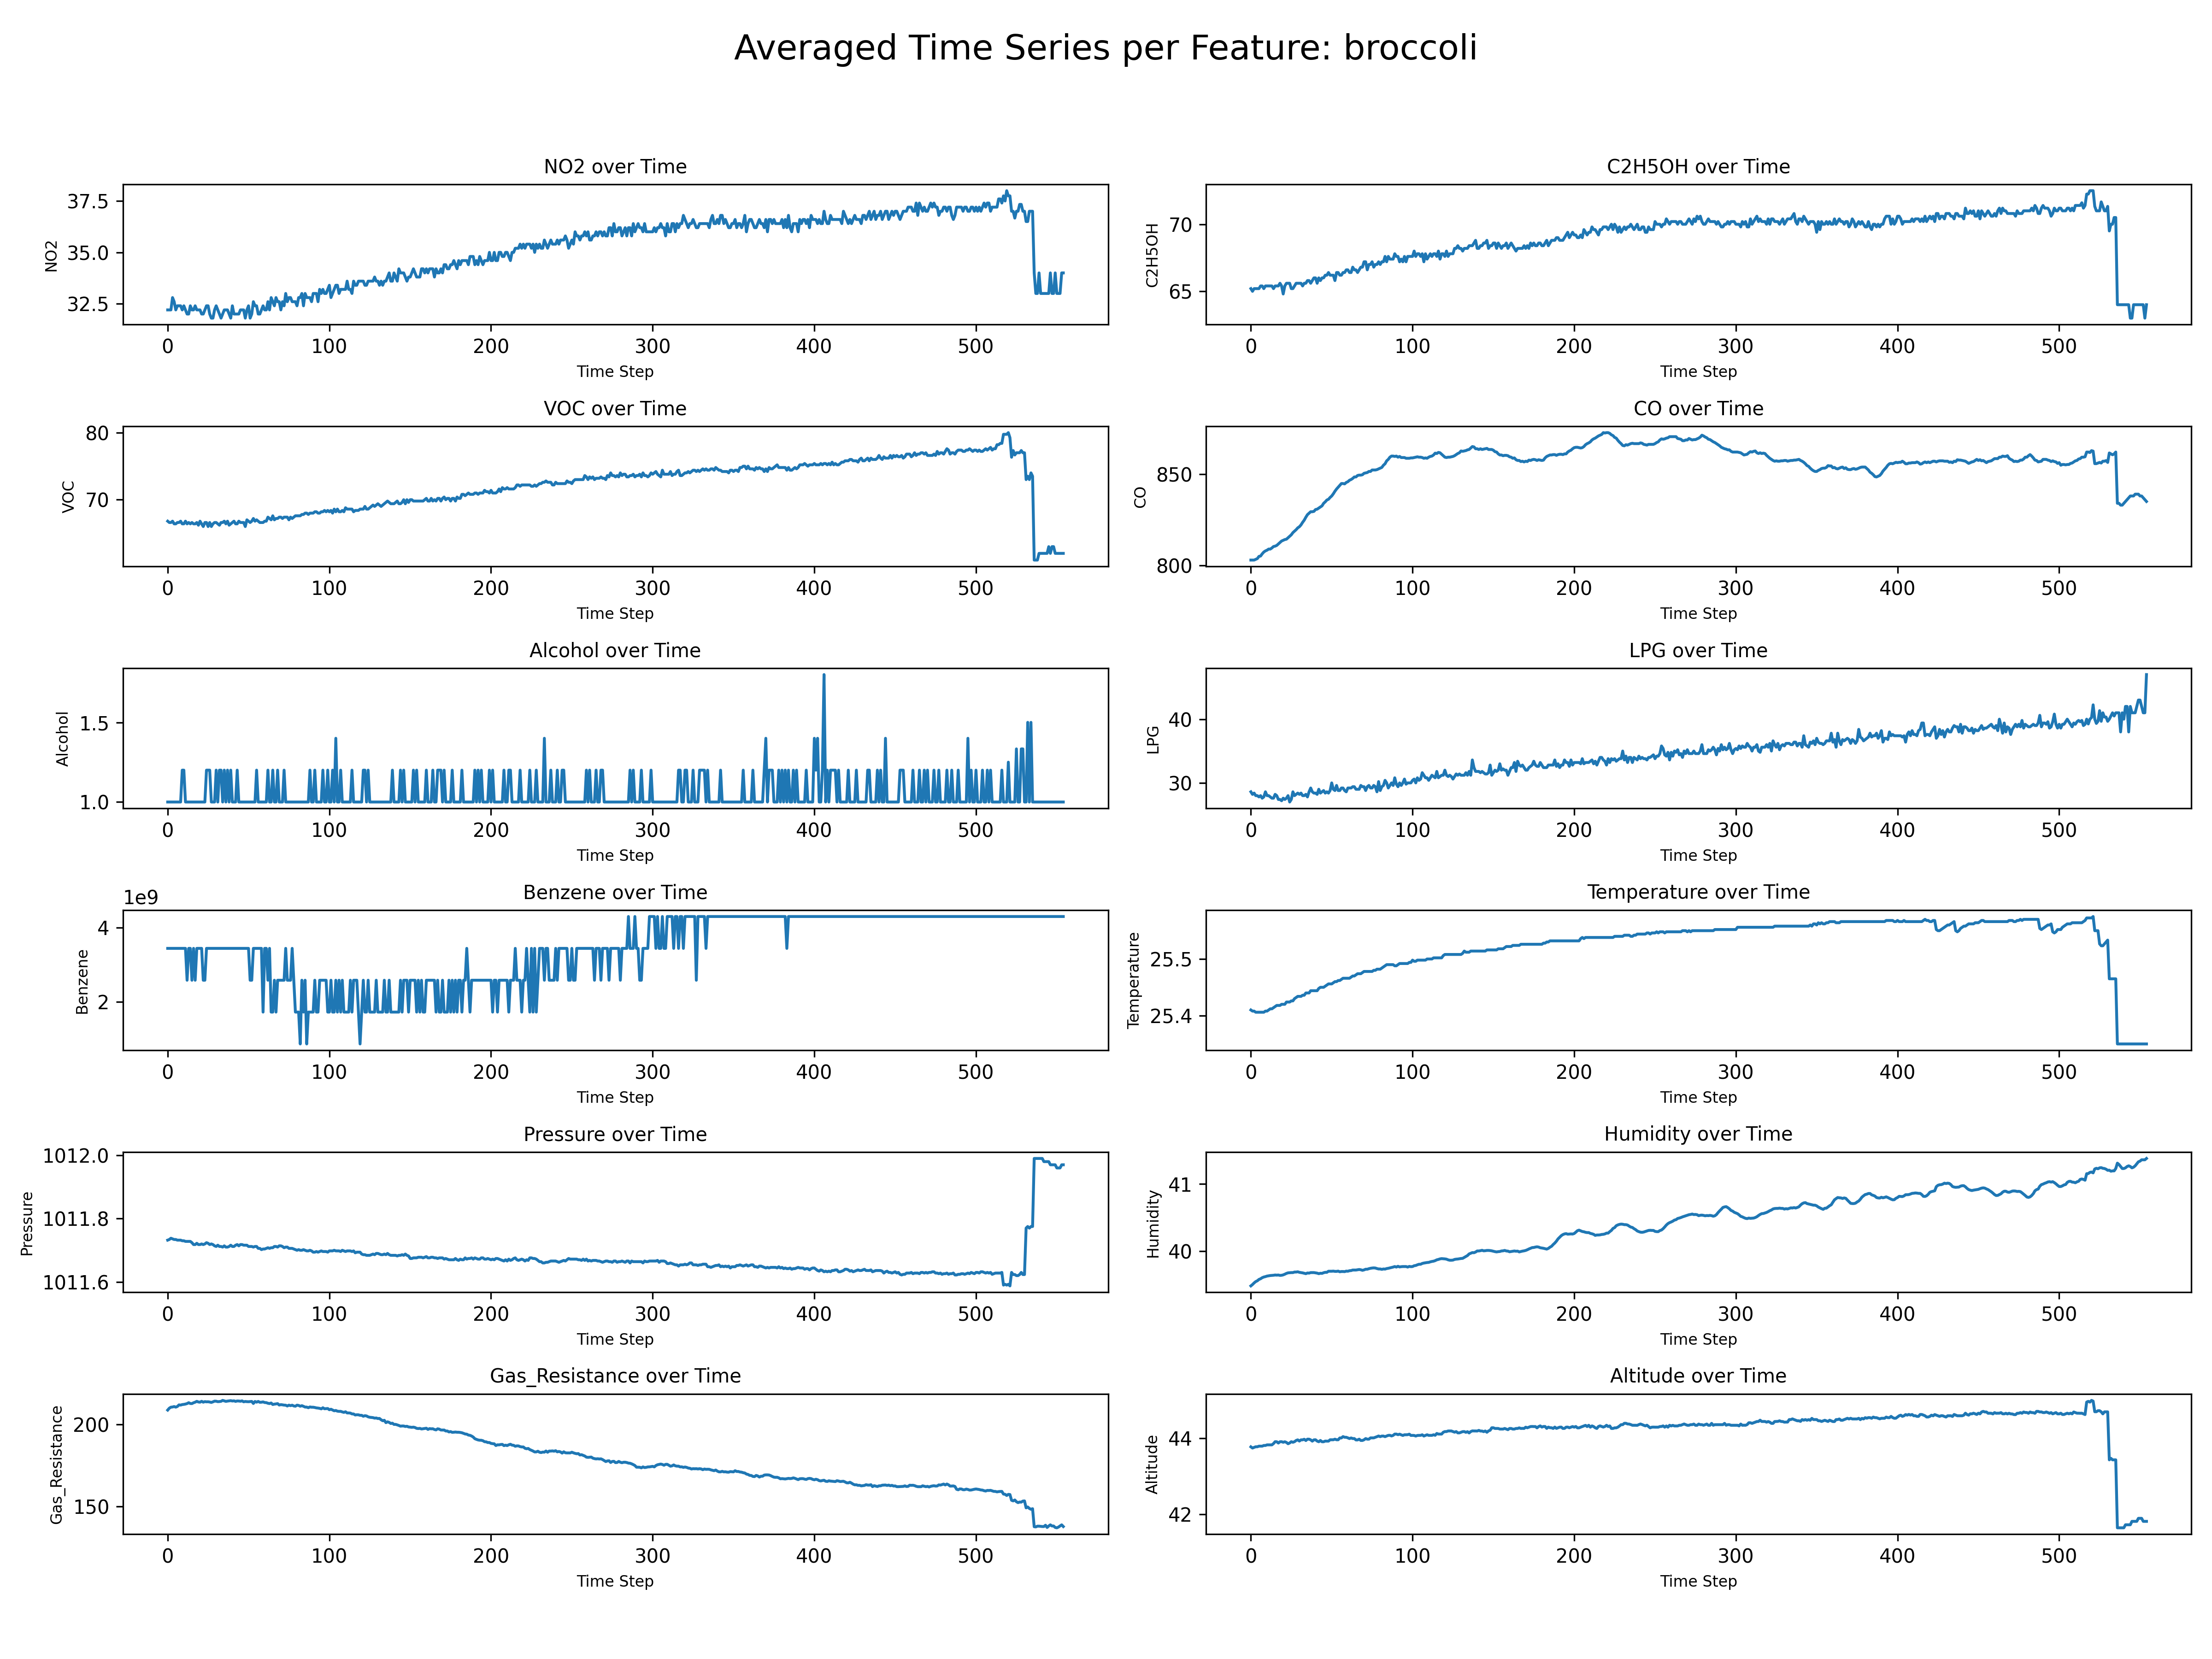 Averaged Time Series per Feature: broccoli
NO2 over Time
NO2
37.5
35.0
32.5
0 100 200 300 400 500
Time Step
C2H5OH over Time
C2H5OH
70
65
0 100 200 300 400 500
Time Step
VOC over Time
VOC
80
70
0 100 200 300 400 500
Time Step
CO over Time
CO
850
800
0 100 200 300 400 500
Time Step
Alcohol over Time
Alcohol
1.5
1.0
0 100 200 300 400 500
Time Step
LPG over Time
LPG
40
30
0 100 200 300 400 500
Time Step
Benzene over Time
1e9
Benzene
4
2
0 100 200 300 400 500
Time Step
Temperature over Time
Temperature
25.5
25.4
0 100 200 300 400 500
Time Step
Pressure over Time
Pressure
1012.0
1011.8
1011.6
0 100 200 300 400 500
Time Step
Humidity over Time
Humidity
41
40
0 100 200 300 400 500
Time Step
Gas_Resistance over Time
Gas_Resistance
200
150
0 100 200 300 400 500
Time Step
Altitude over Time
Altitude
44
42
0 100 200 300 400 500
Time Step